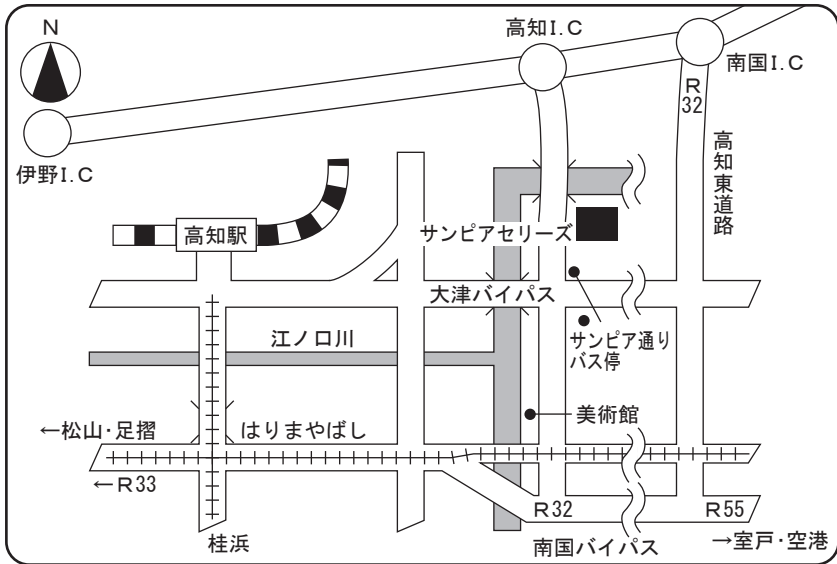 N
高知I.C
南国I.C
伊野I.C
R
32
高知東道路
高知駅
サンピアセリーズ
大津バイパス
江ノ口川
サンピア通り
バス停
美術館
←松山・足摺
はりまやばし
←R33
R32
R55
桂浜
南国バイパス
→室戸・空港